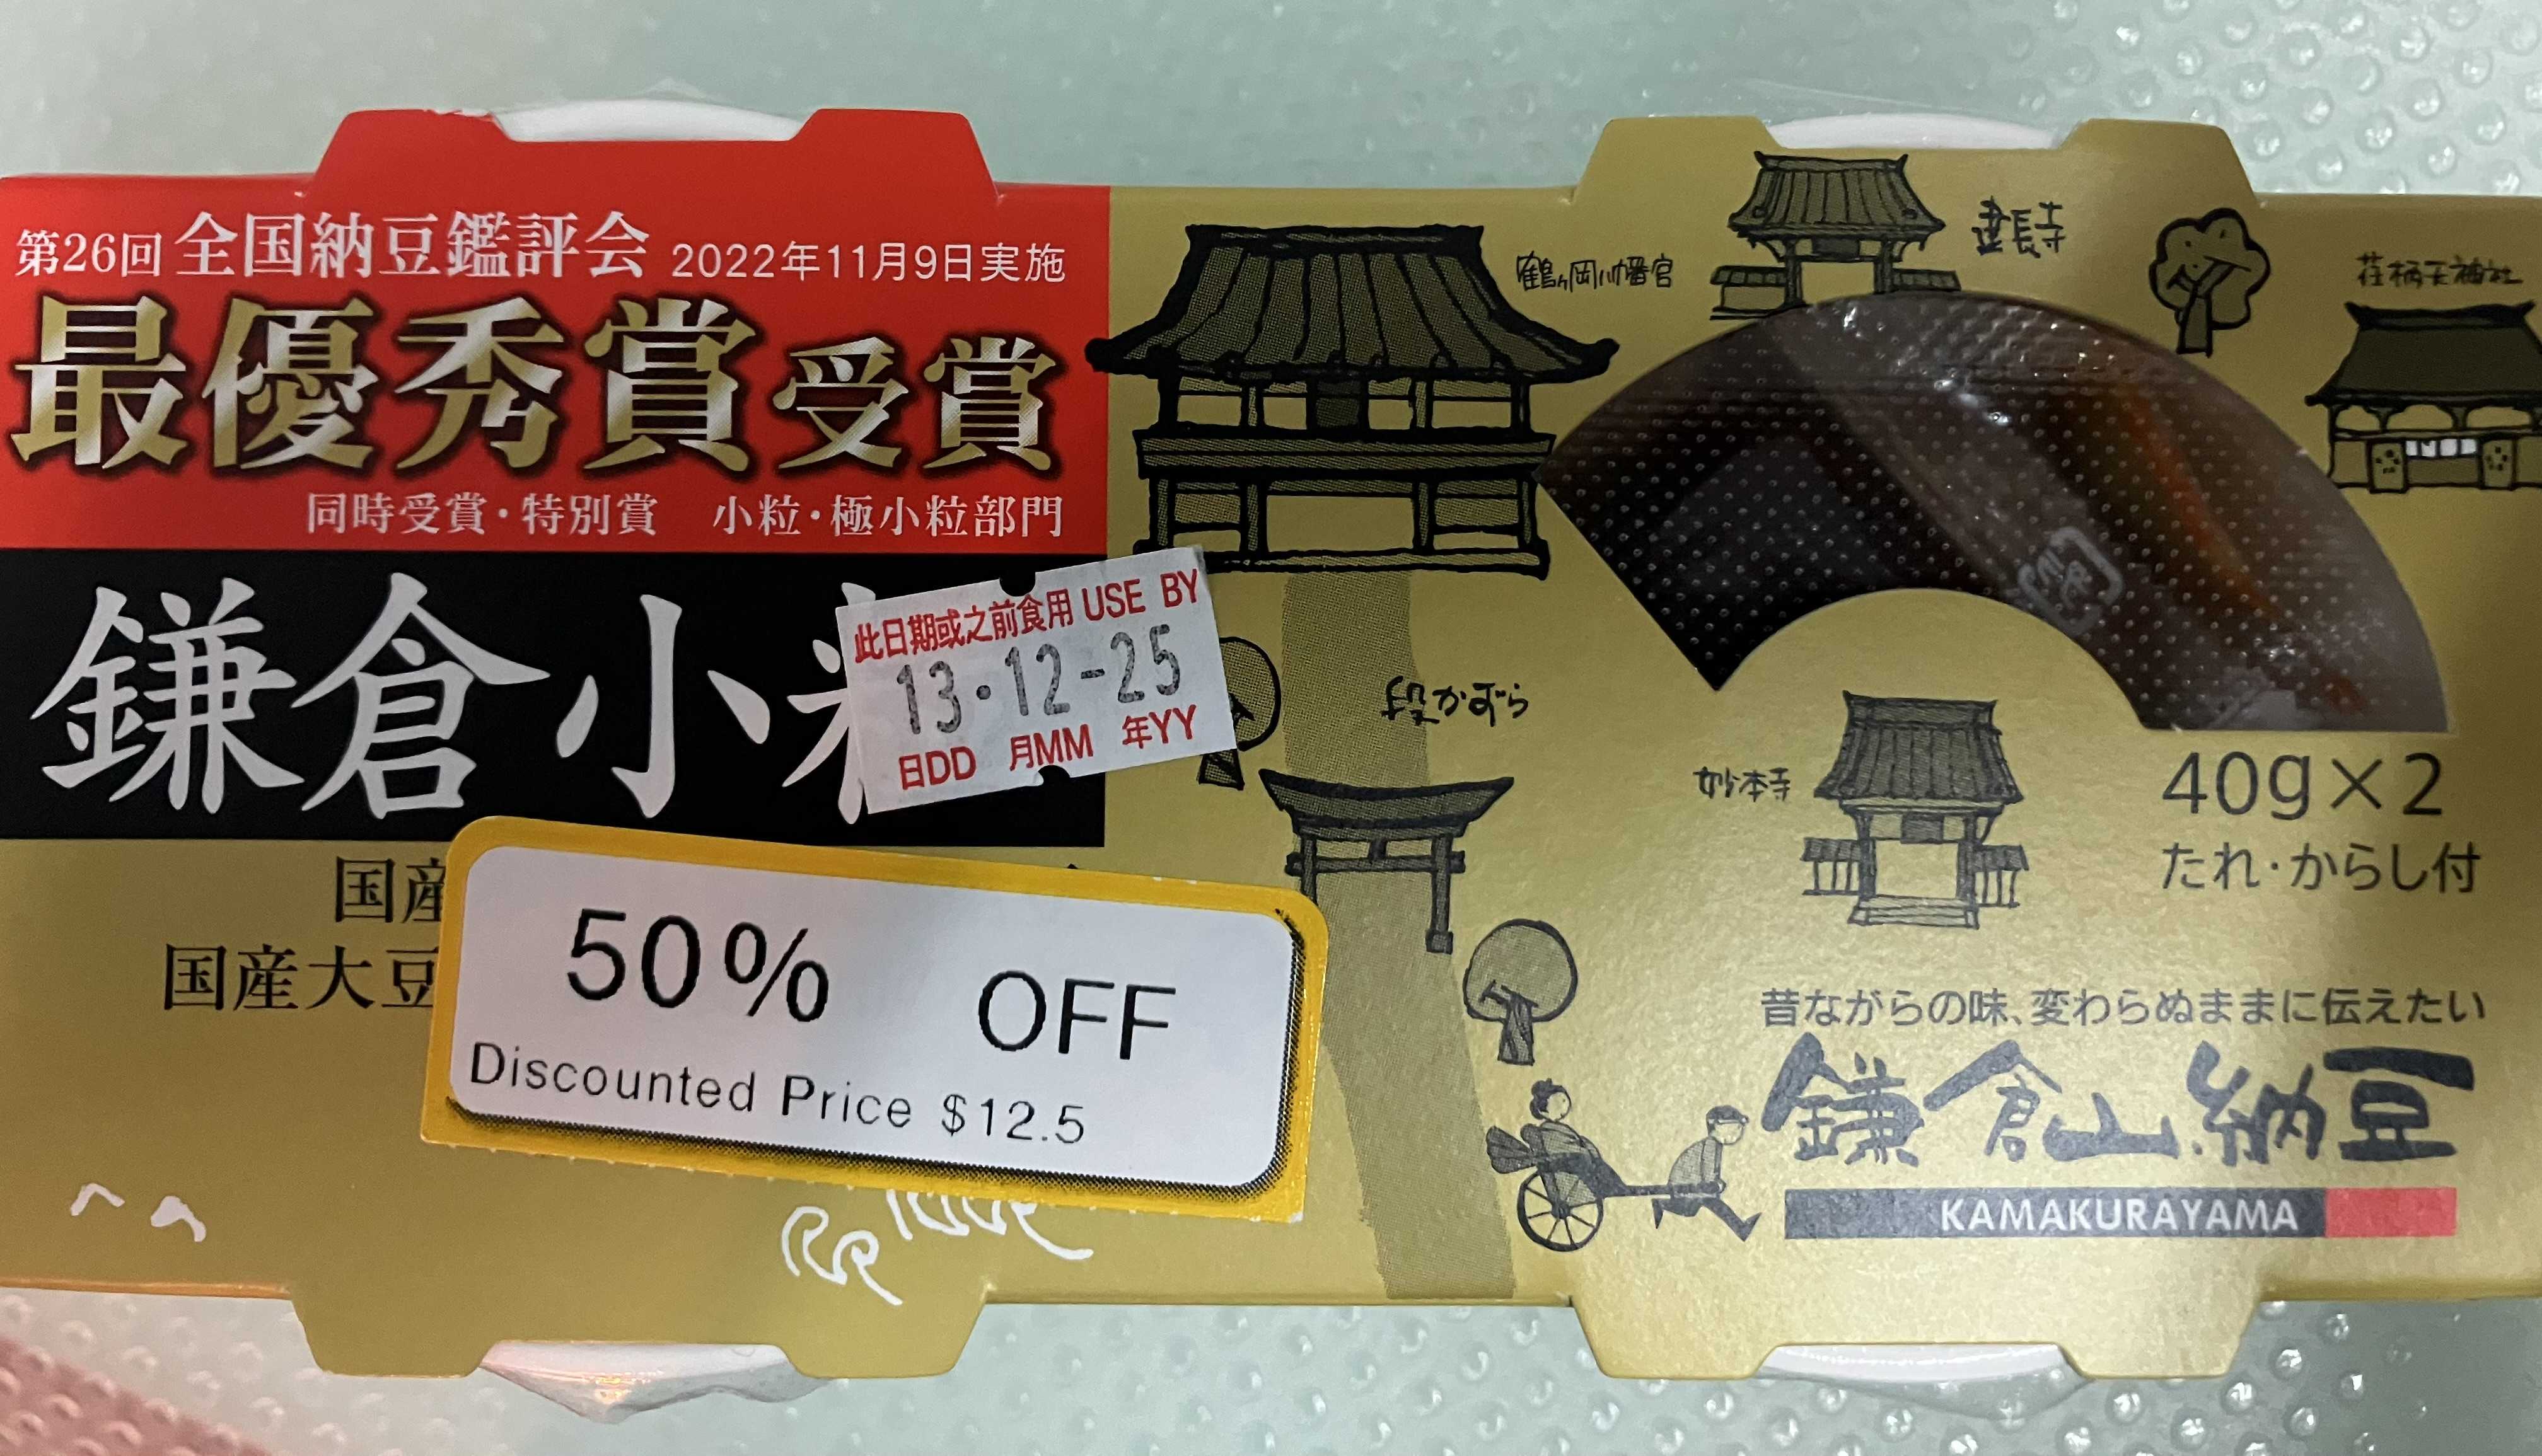 第26回 全国納豆鑑評会 2022年11月9日実施
最優秀賞受賞
同時受賞・特別賞 小粒・極小粒部門
鎌倉小
此日期或之前食用 USE BY
13・12-25
日DD 月MM 年YY
国産
国産大豆
50% OFF
Discounted Price $12.5
鶴ヶ岡八幡宮
建長寺
荏柄天神社
段かずら
妙本寺
40g×2
たれ・からし付
昔ながらの味、変わらぬままに伝えたい
鎌倉山納豆
KAMAKURAYAMA